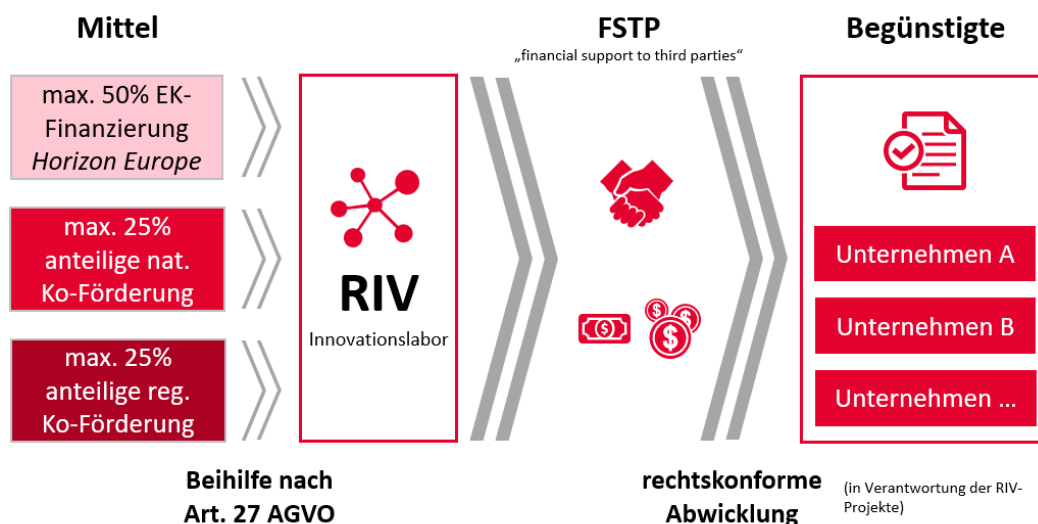 Mittel
FSTP
„financial support to third parties“
Begünstigte
max. 50% EK-
Finanzierung
Horizon Europe
max. 25%
anteilige nat.
Ko-Förderung
max. 25%
anteilige reg.
Ko-Förderung
RIV
Innovationslabor
Unternehmen A
Unternehmen B
Unternehmen ...
Beihilfe nach
Art. 27 AGVO
rechtskonforme
Abwicklung
(in Verantwortung der RIV-
Projekte)